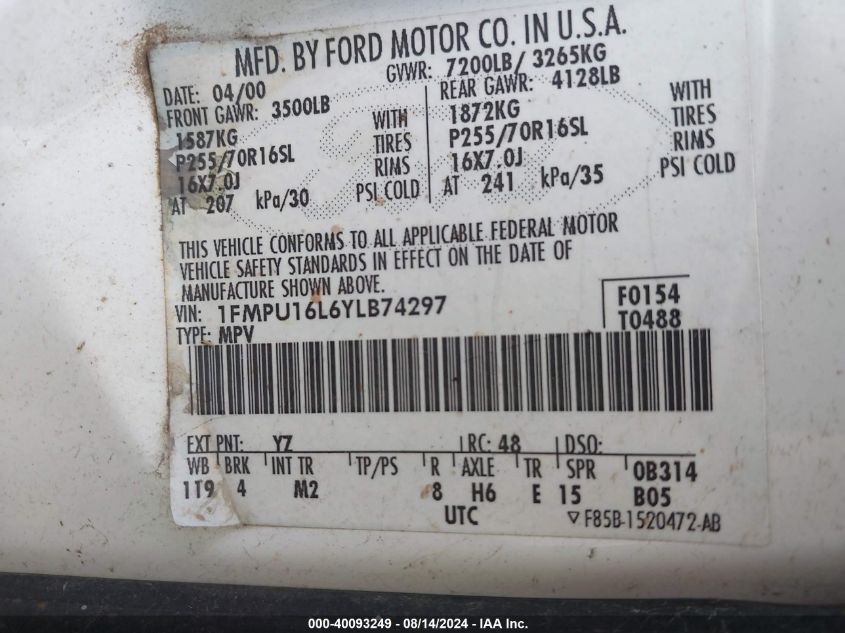 MFD. BY FORD MOTOR CO. IN U.S.A.
DATE: 04/00 GVWR: 7200LB/ 3265KG
FRONT GAWR: 3500LB REAR GAWR: 4128LB
1587KG WITH 1872KG WITH
P255/70R16SL TIRES P255/70R16SL TIRES
16X7.0J RIMS 16X7.0J RIMS
AT 207 kPa/30 PSI COLD AT 241 kPa/35 PSI COLD
THIS VEHICLE CONFORMS TO ALL APPLICABLE FEDERAL MOTOR
VEHICLE SAFETY STANDARDS IN EFFECT ON THE DATE OF
MANUFACTURE SHOWN ABOVE.
VIN: 1FMPU16L6YLB74297 F0154
TYPE: MPV T0488
EXT PNT: YZ RC: 48 DSO:
WB BRK INT TR TP/PS R AXLE TR SPR 0B314
1T9 4 M2 8 H6 E 15 B05
UTC ▽F85B-1520472-AB
000-40093249 - 08/14/2024 - IAA Inc.